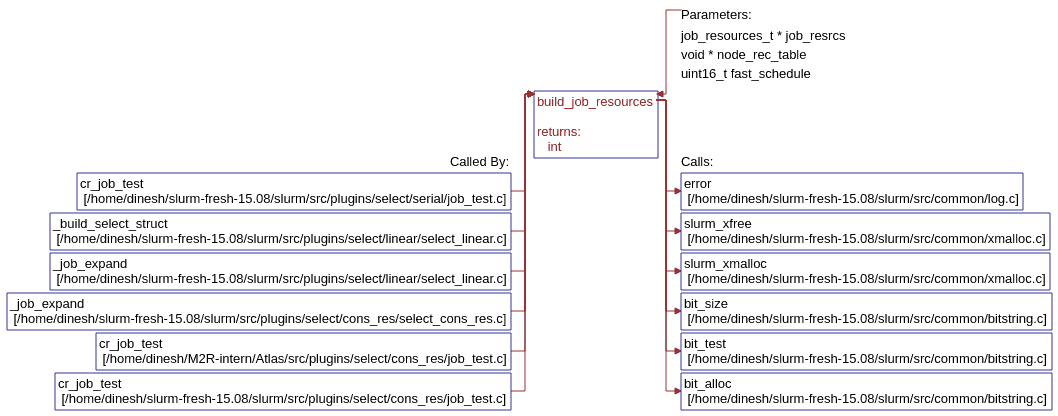 Parameters:
job_resources_t * job_resrcs
void * node_rec_table
uint16_t fast_schedule
build_job_resources
returns:
int
Called By:
cr_job_test
[/home/dinesh/slurm-fresh-15.08/slurm/src/plugins/select/serial/job_test.c]
_build_select_struct
[/home/dinesh/slurm-fresh-15.08/slurm/src/plugins/select/linear/select_linear.c]
_job_expand
[/home/dinesh/slurm-fresh-15.08/slurm/src/plugins/select/linear/select_linear.c]
_job_expand
[/home/dinesh/slurm-fresh-15.08/slurm/src/plugins/select/cons_res/select_cons_res.c]
cr_job_test
[/home/dinesh/M2R-intern/Atlas/src/plugins/select/cons_res/job_test.c]
cr_job_test
[/home/dinesh/slurm-fresh-15.08/slurm/src/plugins/select/cons_res/job_test.c]
Calls:
error
[/home/dinesh/slurm-fresh-15.08/slurm/src/common/log.c]
slurm_xfree
[/home/dinesh/slurm-fresh-15.08/slurm/src/common/xmalloc.c]
slurm_xmalloc
[/home/dinesh/slurm-fresh-15.08/slurm/src/common/xmalloc.c]
bit_size
[/home/dinesh/slurm-fresh-15.08/slurm/src/common/bitstring.c]
bit_test
[/home/dinesh/slurm-fresh-15.08/slurm/src/common/bitstring.c]
bit_alloc
[/home/dinesh/slurm-fresh-15.08/slurm/src/common/bitstring.c]